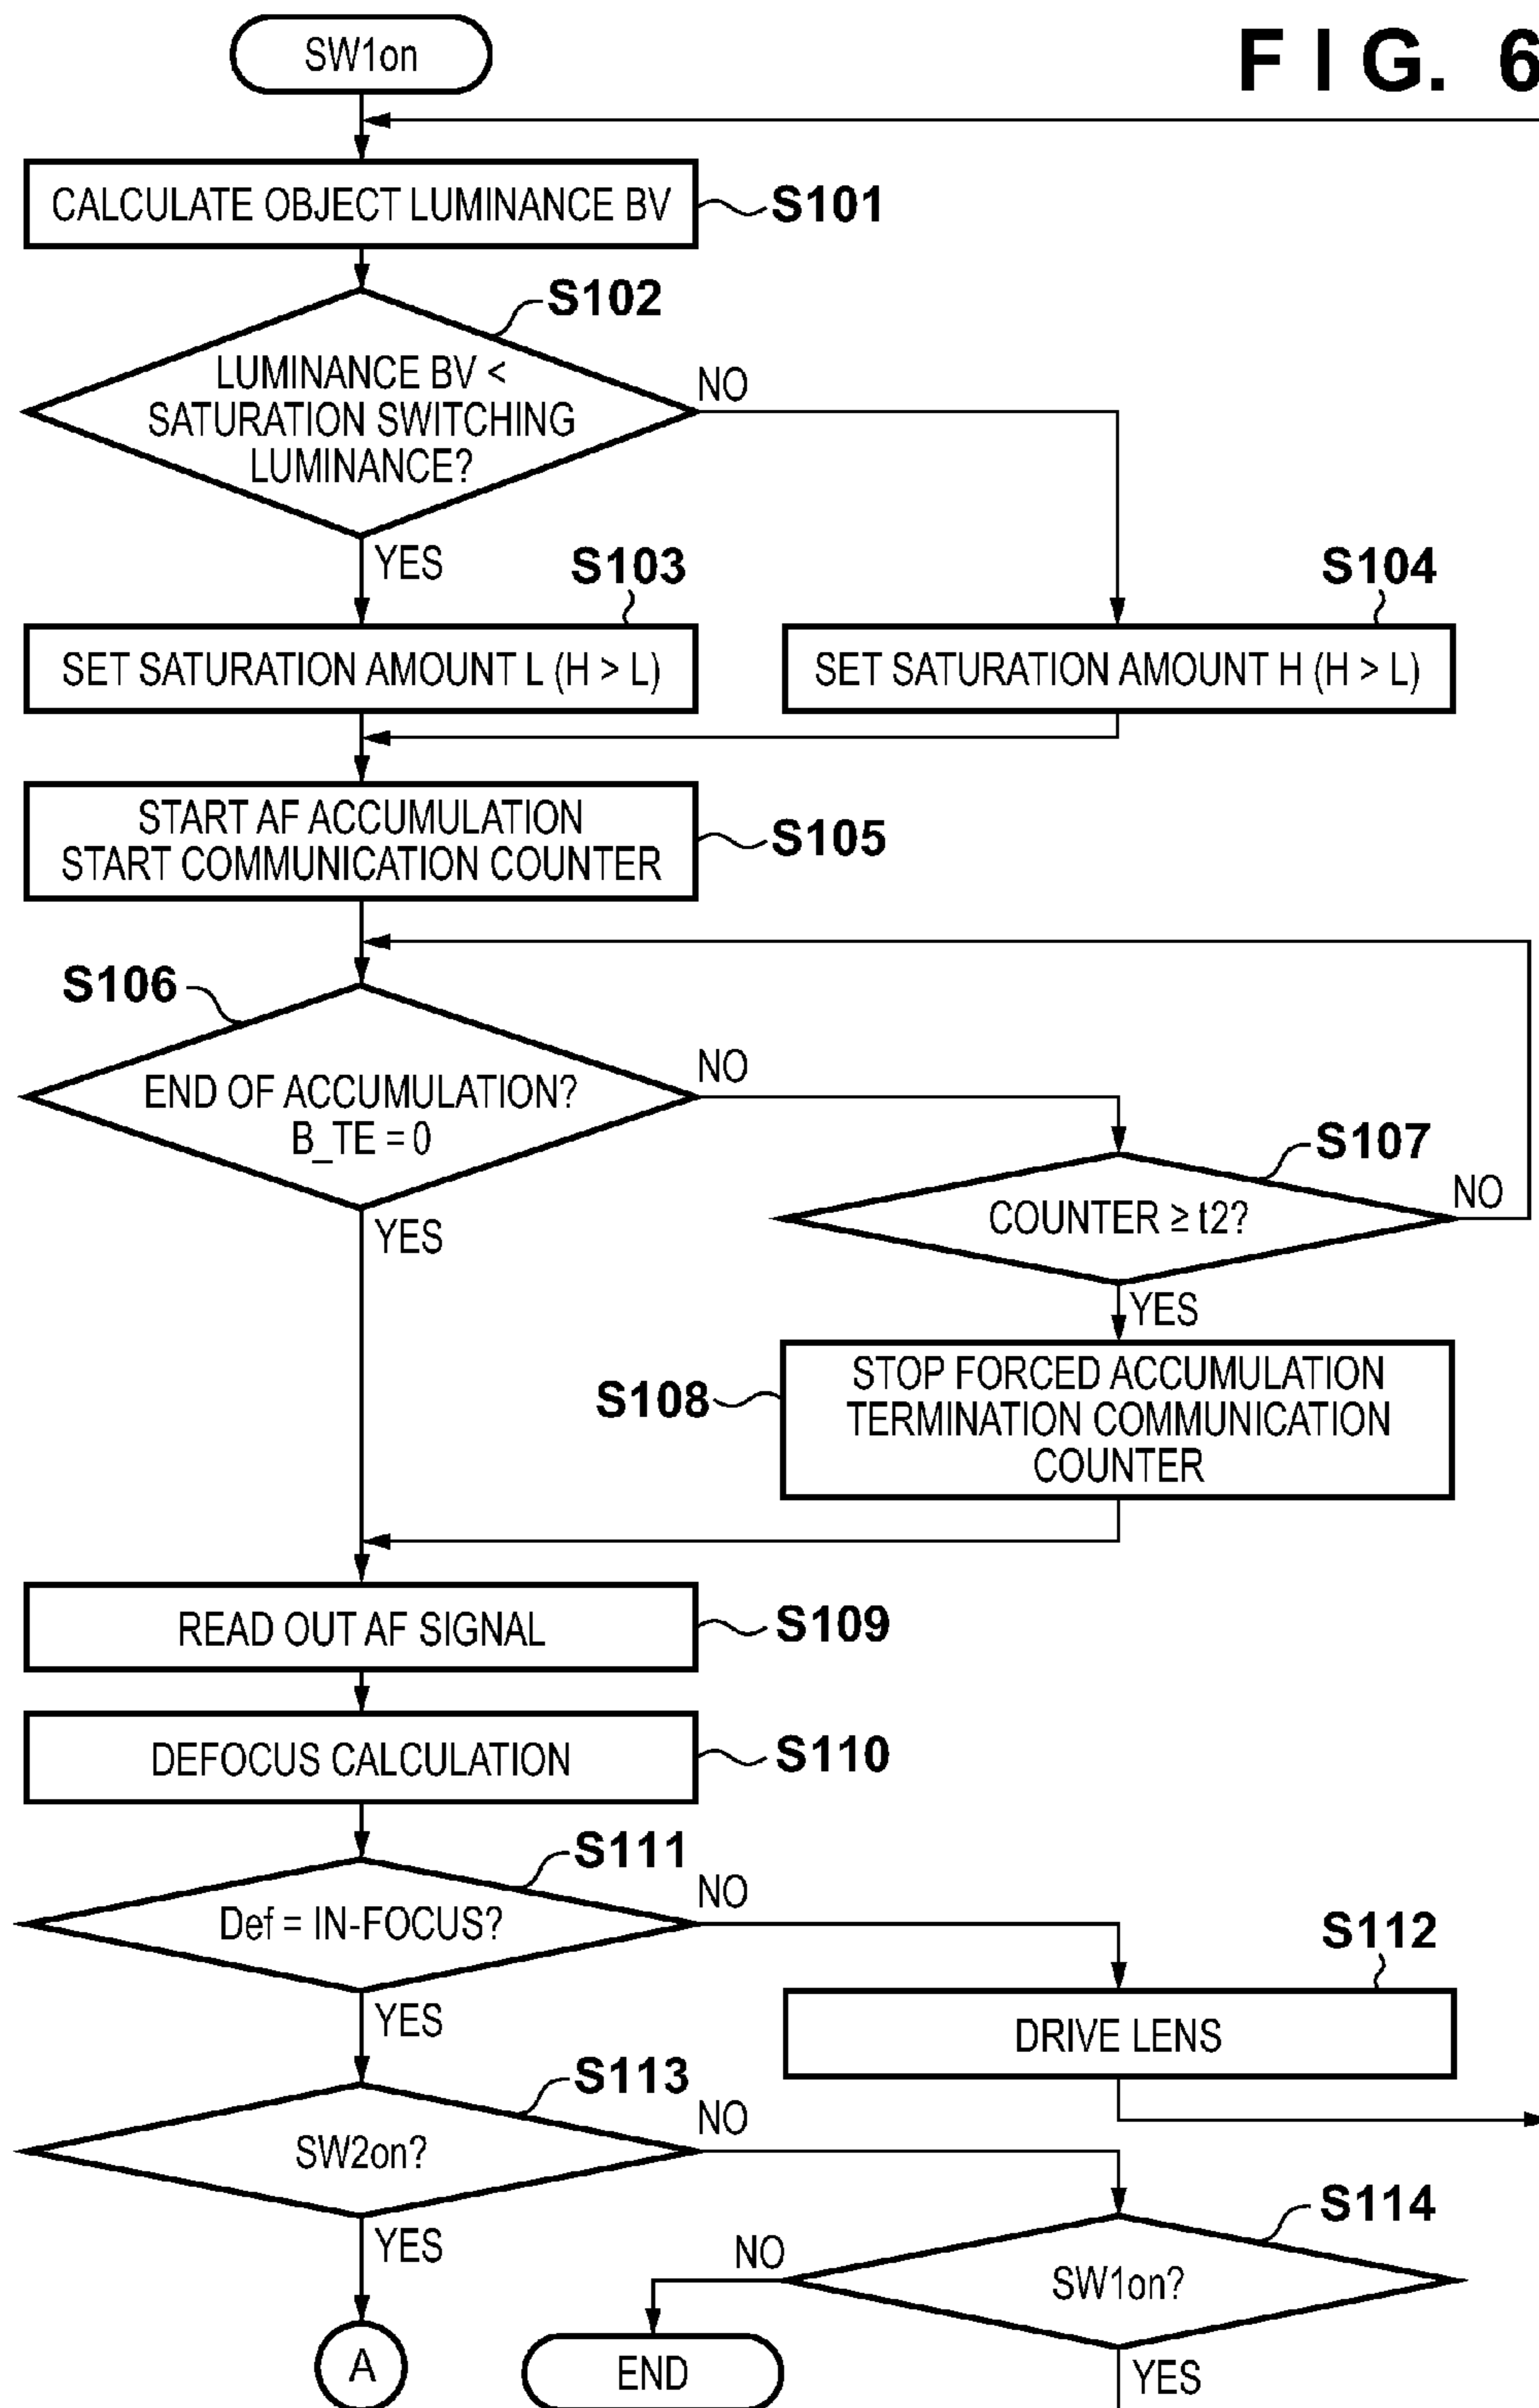 FIG. 6
SW1on
CALCULATE OBJECT LUMINANCE BV
S101
S102
LUMINANCE BV <
SATURATION SWITCHING
LUMINANCE?
NO
YES
S103
SET SATURATION AMOUNT L (H > L)
S104
SET SATURATION AMOUNT H (H > L)
START AF ACCUMULATION
START COMMUNICATION COUNTER
S105
S106
END OF ACCUMULATION?
B_TE = 0
NO
YES
S107
COUNTER ≥ t2?
NO
YES
S108
STOP FORCED ACCUMULATION
TERMINATION COMMUNICATION
COUNTER
READ OUT AF SIGNAL
S109
DEFOCUS CALCULATION
S110
S111
Def = IN-FOCUS?
NO
YES
S112
DRIVE LENS
S113
SW2on?
NO
YES
S114
SW1on?
NO
YES
A
END